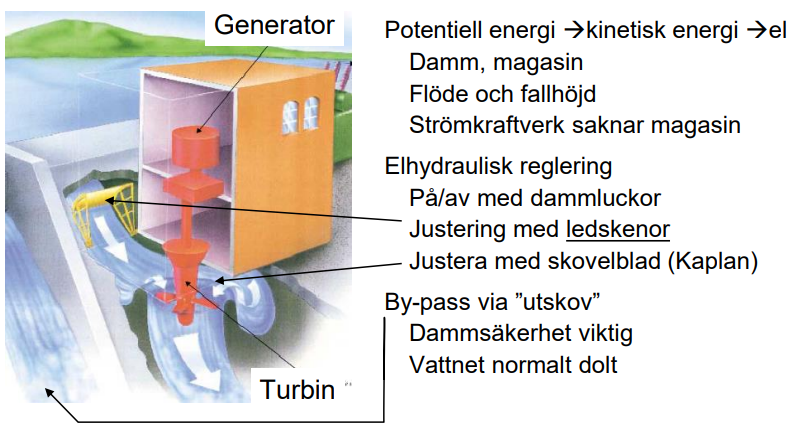 Generator
Turbin
Potentiell energi →kinetisk energi →el
Damm, magasin
Flöde och fallhöjd
Strömkraftverk saknar magasin
Elhydraulisk reglering
På/av med dammluckor
Justering med ledskenor
Justera med skovelblad (Kaplan)
By-pass via ”utskov”
Dammsäkerhet viktig
Vattnet normalt dolt